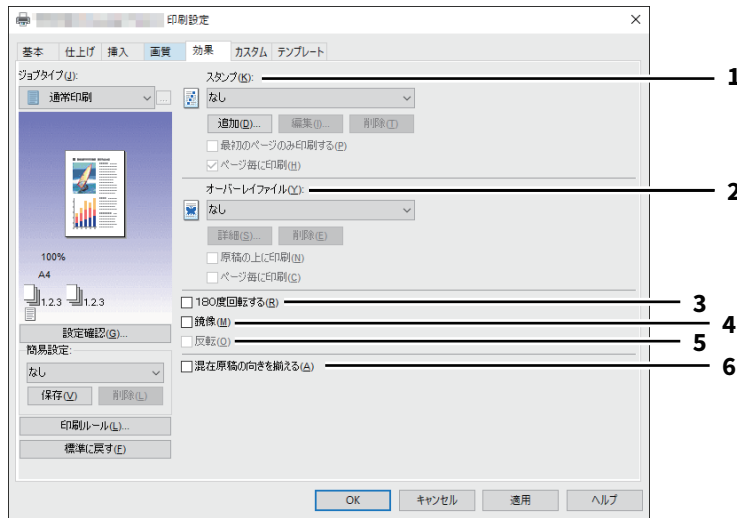 印刷設定
基本 仕上げ 挿入 画質 効果 カスタム テンプレート
ジョブタイプ(J):
通常印刷
100%
A4
1.2.3 1.2.3
設定確認(G)...
簡易設定:
なし
保存(V) 削除(L)
印刷ルール(L)...
標準に戻す(F)
スタンプ(K):
なし
追加(D)... 編集(I)... 削除(T)
最初のページのみ印刷する(P)
ページ毎に印刷(H)
オーバーレイファイル(Y):
なし
詳細(S)... 削除(E)
原稿の上に印刷(N)
ページ毎に印刷(C)
180度回転する(R)
鏡像(M)
反転(O)
混在原稿の向きを揃える(A)
OK キャンセル 適用 ヘルプ
1
2
3
4
5
6